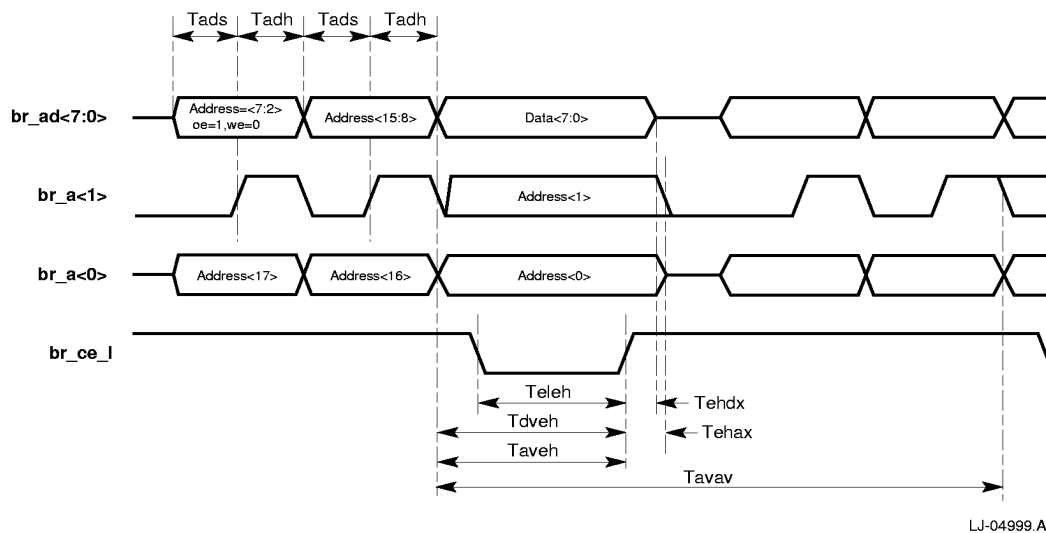 Tads Tadh Tads Tadh
br_ad<7:0> Address=<7:2> Address<15:8> Data<7:0>
oe=1,we=0
br_a<1> Address<1>
br_a<0> Address<17> Address<16> Address<0>
br_ce_l
Teleh
Tehdx
Tdveh
Tehax
Taveh
Tavav
LJ-04999.A